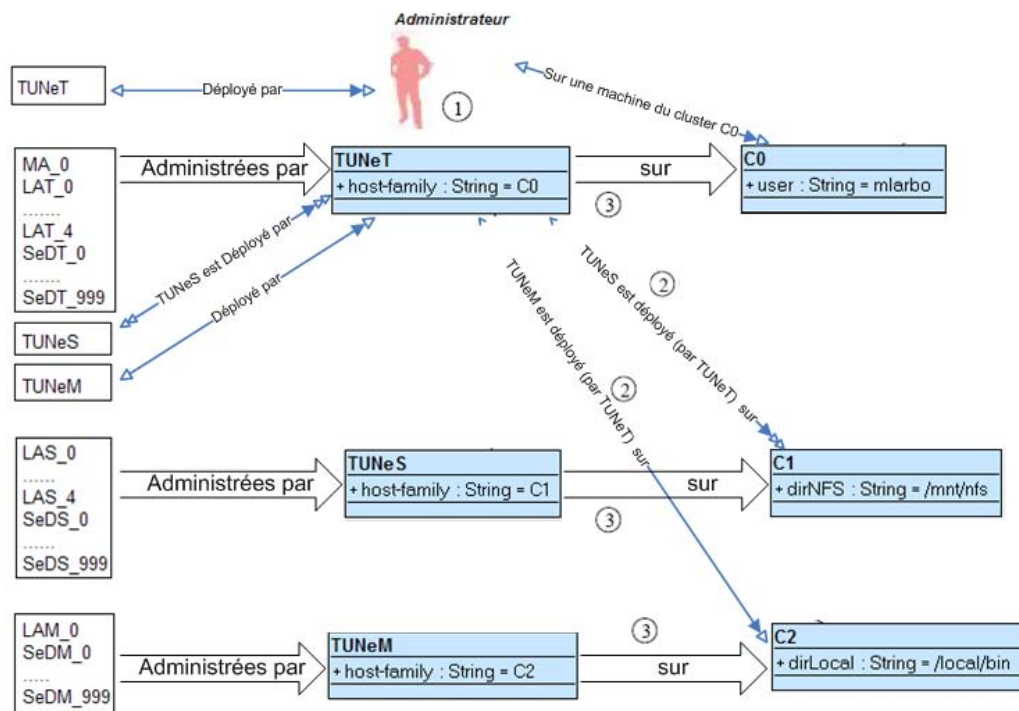 Administrateur
TUNeT
Déployé par
Sur une machine du cluster C0
1
MA_0
LAT_0
.......
LAT_4
SeDT_0
.......
SeDT_999
Administrées par
TUNeT
+ host-family : String = C0
sur
3
C0
+ user : String = mlarbo
TUNeS est Déployé par
Déployé par
TUNeS
TUNeM
TUNeS est déployé (par TUNeT) sur
2
TUNeM est déployé (par TUNeT) sur
2
LAS_0
......
LAS_4
SeDS_0
......
SeDS_999
Administrées par
TUNeS
+ host-family : String = C1
sur
3
C1
+ dirNFS : String = /mnt/nfs
LAM_0
SeDM_0
.....
SeDM_999
Administrées par
TUNeM
+ host-family : String = C2
3
sur
C2
+ dirLocal : String = /local/bin